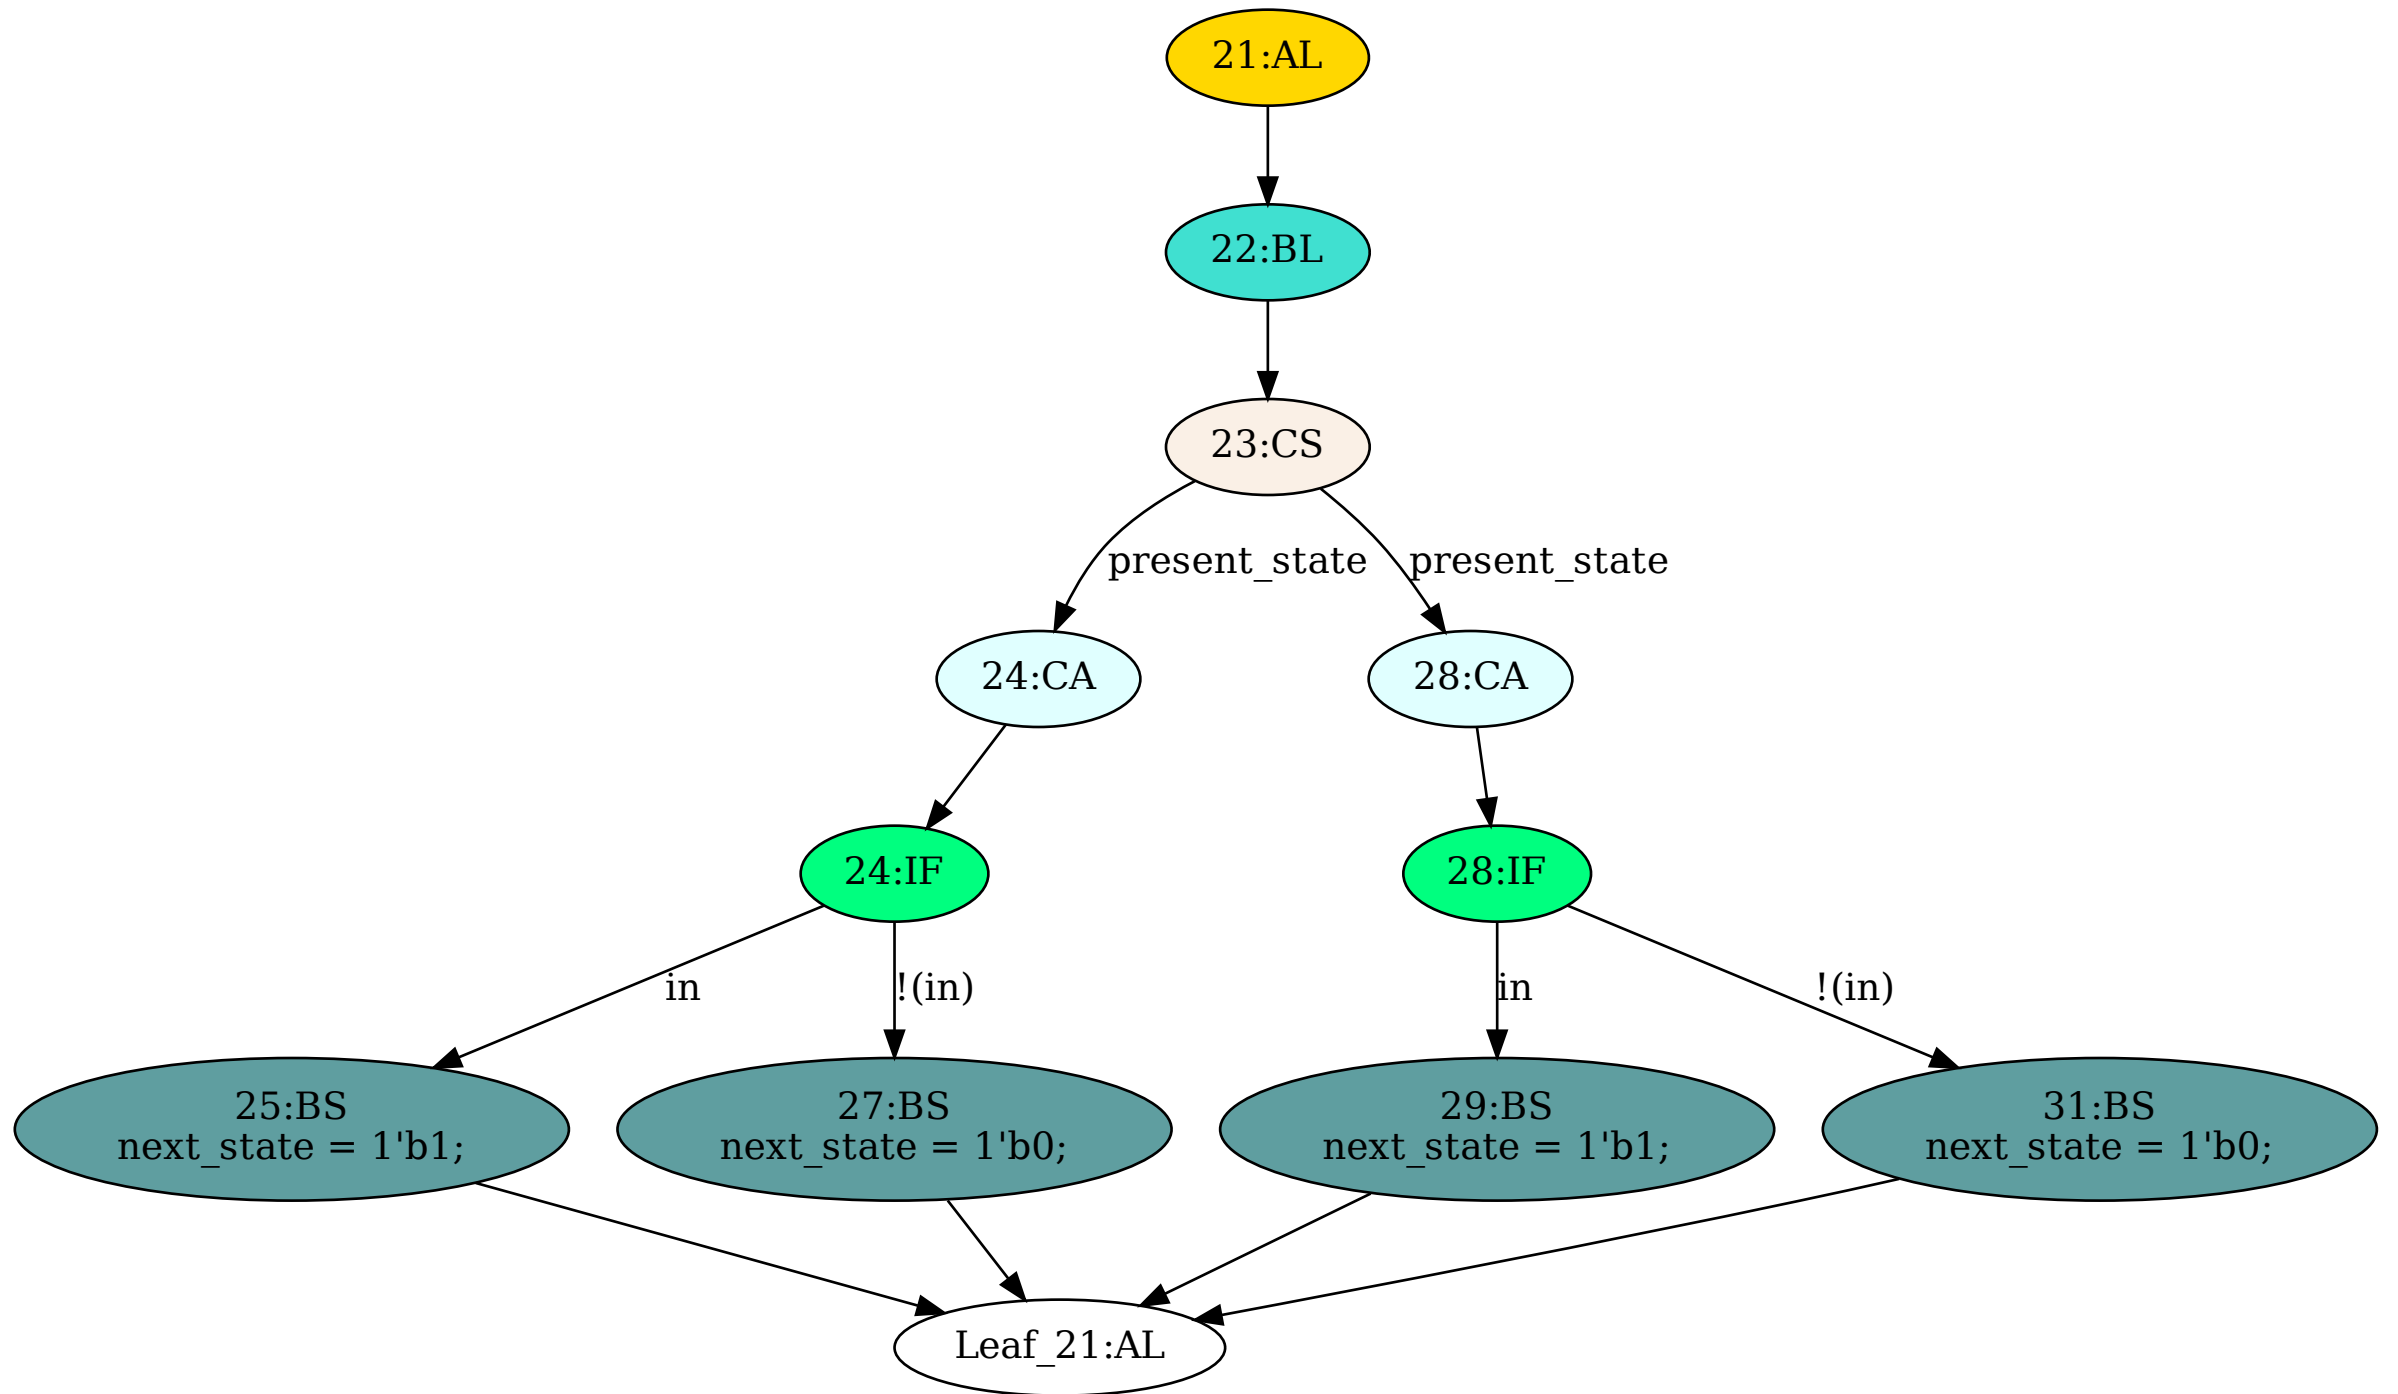 21:AL
22:BL
23:CS
present_state
present_state
24:CA
28:CA
24:IF
28:IF
in
!(in)
in
!(in)
25:BS
next_state = 1'b1;
27:BS
next_state = 1'b0;
29:BS
next_state = 1'b1;
31:BS
next_state = 1'b0;
Leaf_21:AL